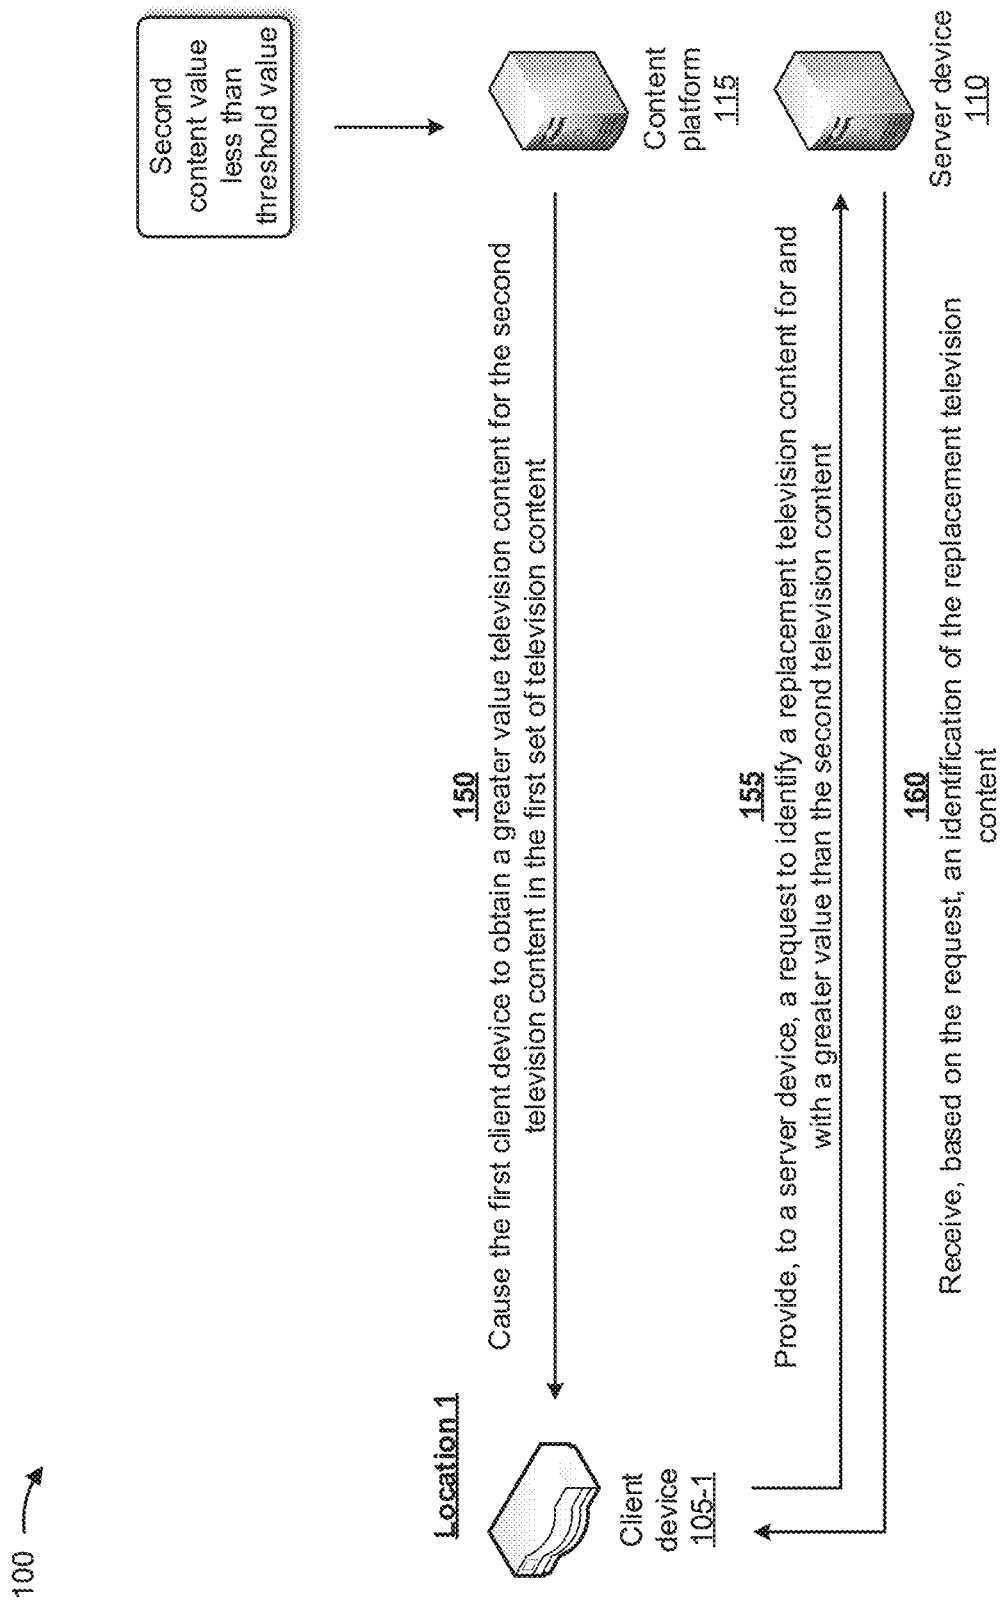 100
Second
content value
less than
threshold value
Location 1
Client
device
105-1
150
Cause the first client device to obtain a greater value television content for the second
television content in the first set of television content
Content
platform
115
155
Provide, to a server device, a request to identify a replacement television content for and
with a greater value than the second television content
Server device
110
160
Receive, based on the request, an identification of the replacement television
content